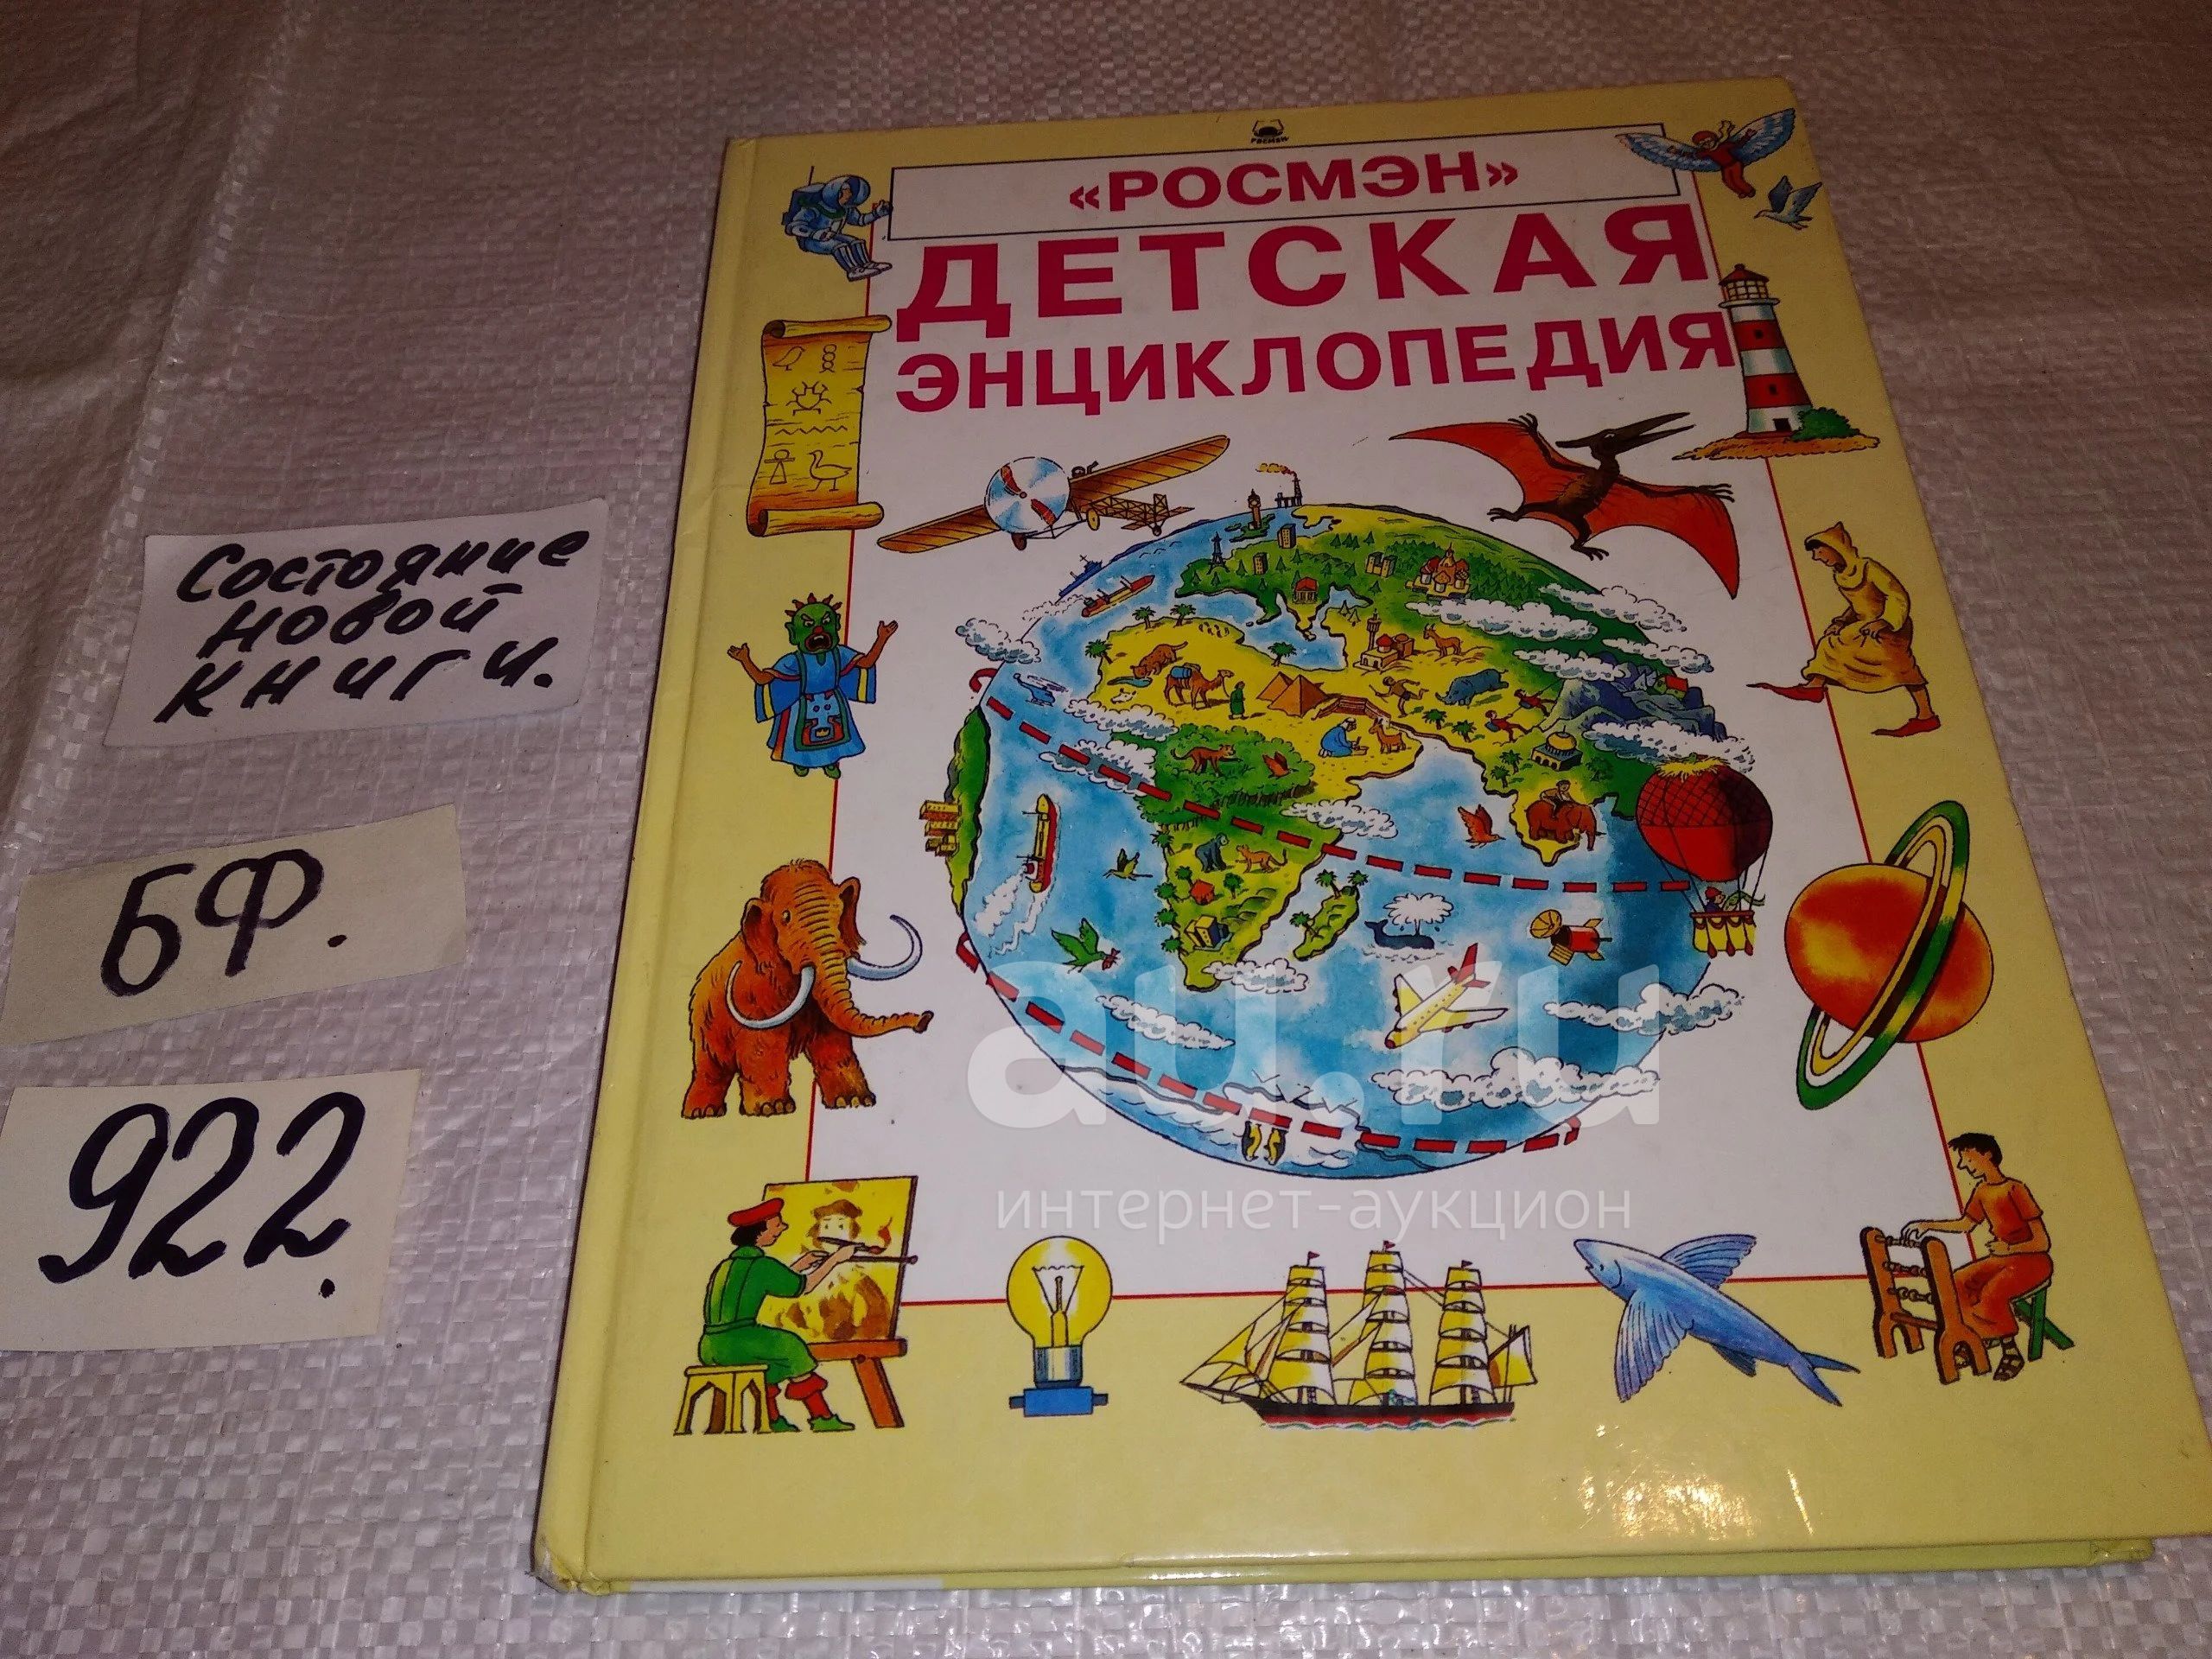 РОСМЭН
«РОСМЭН»
ДЕТСКАЯ
ЭНЦИКЛОПЕДИЯ
Состояние
новой
книги.
БФ.
922.
au.ru
интернет-аукцион